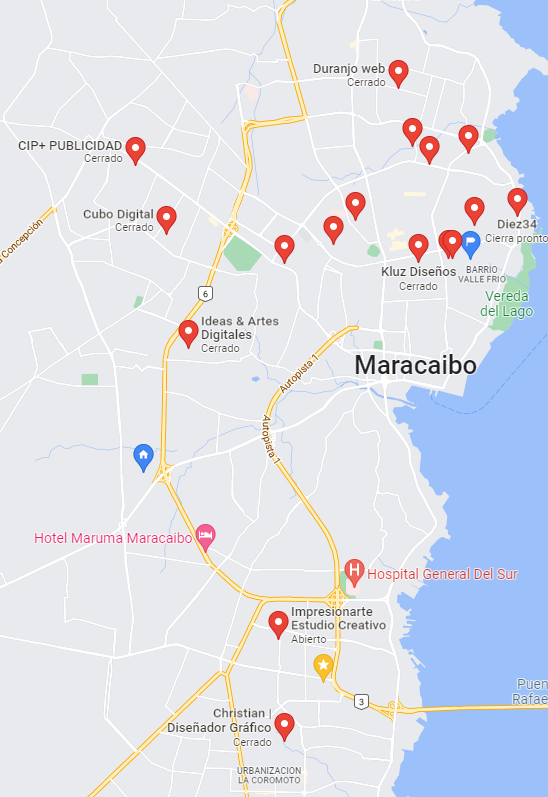 Duranjo web
Cerrado
CIP+ PUBLICIDAD
Cerrado
Cubo Digital
Cerrado
a Concepción
Diez34
Cierra pronto
Kluz Diseños
Cerrado
BARRIO
VALLE FRIO
Vereda
del Lago
6
Ideas & Artes
Digitales
Cerrado
Autopista 1
Maracaibo
Autopista 1
Hotel Maruma Maracaibo
H
Hospital General Del Sur
Impresionarte
Estudio Creativo
Abierto
Puen
Rafae
3
Christian |
Diseñador Gráfico
Cerrado
URBANIZACION
LA COROMOTO